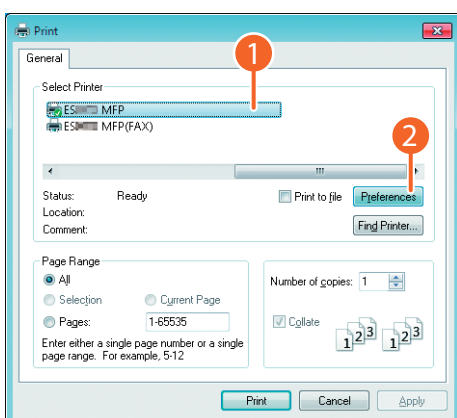 Print
General
1
Select Printer
ES MFP
ES MFP(FAX)
2
Status: Ready
Print to file
Preferences
Location:
Comment:
Find Printer...
Page Range
All
Selection
Current Page
Pages:
1-65535
Enter either a single page number or a single
page range. For example, 5-12
Number of copies: 1
Collate
1 2 3
1 2 3
Print
Cancel
Apply